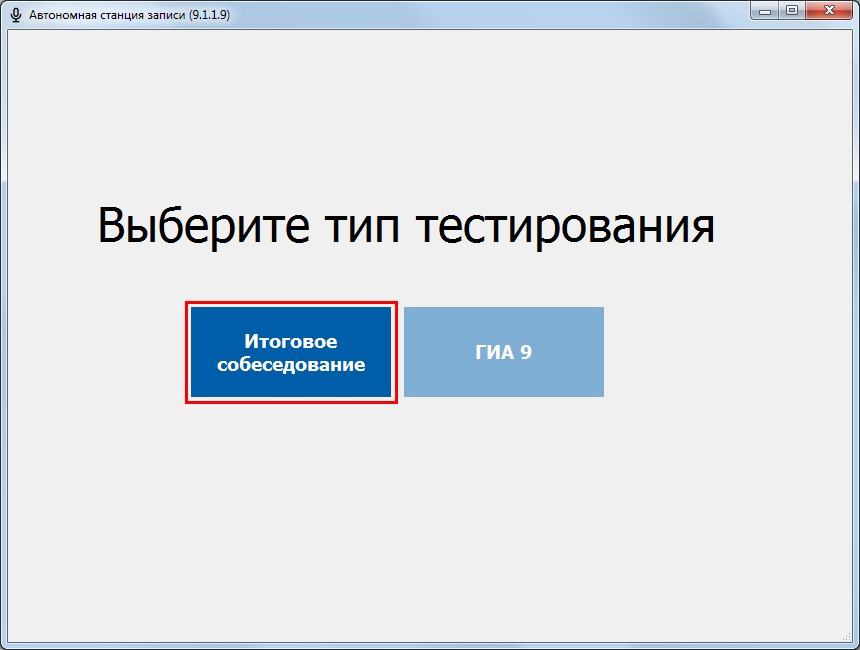 Автономная станция записи (9.1.1.9)
Выберите тип тестирования
Итоговое
собеседование
ГИА 9